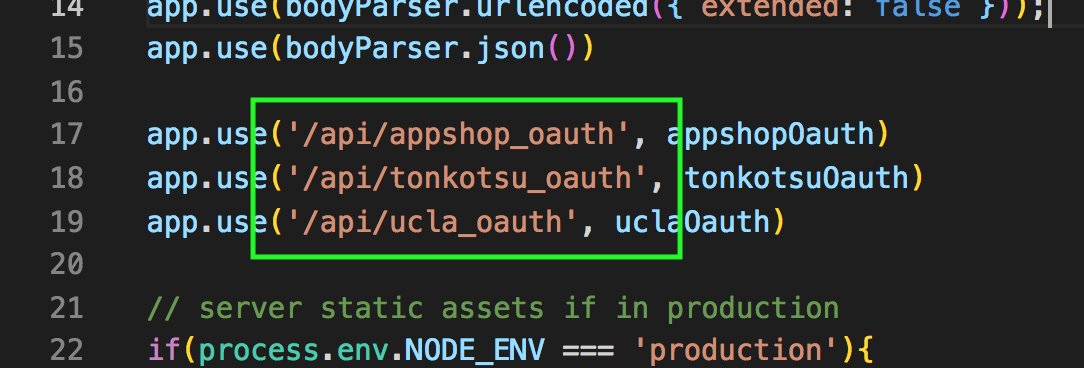 14 app.use(bodyParser.urlencoded({ extended: false }));
15 app.use(bodyParser.json())
16
17 app.use('/api/appshop_oauth', appshopOauth)
18 app.use('/api/tonkotsu_oauth', tonkotsuOauth)
19 app.use('/api/ucla_oauth', uclaOauth)
20
21 // server static assets if in production
22 if(process.env.NODE_ENV === 'production'){